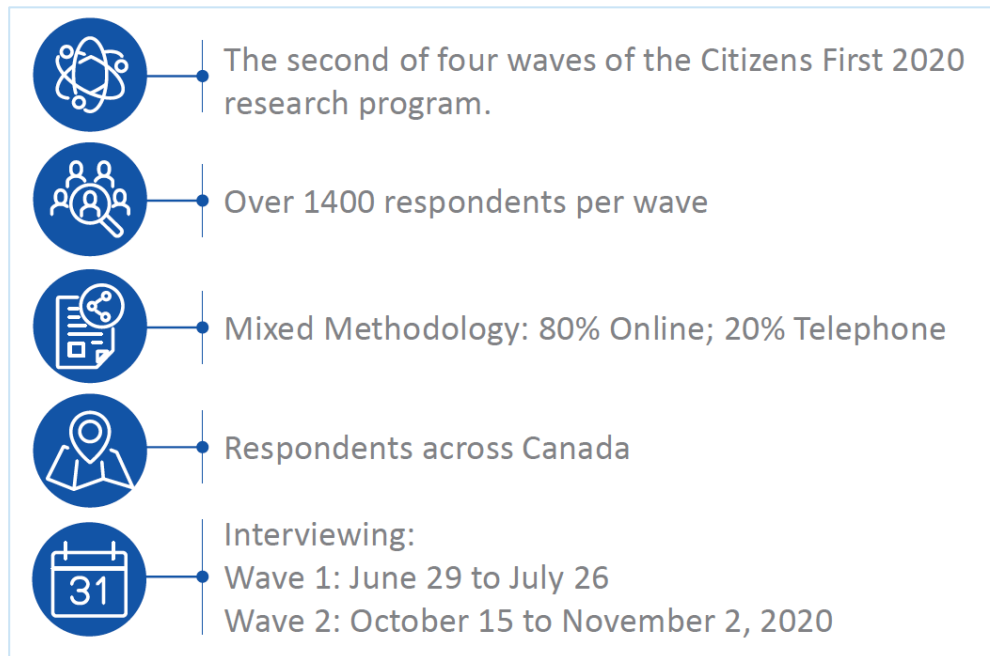 The second of four waves of the Citizens First 2020
research program.
Over 1400 respondents per wave
Mixed Methodology: 80% Online; 20% Telephone
Respondents across Canada
31
Interviewing:
Wave 1: June 29 to July 26
Wave 2: October 15 to November 2, 2020